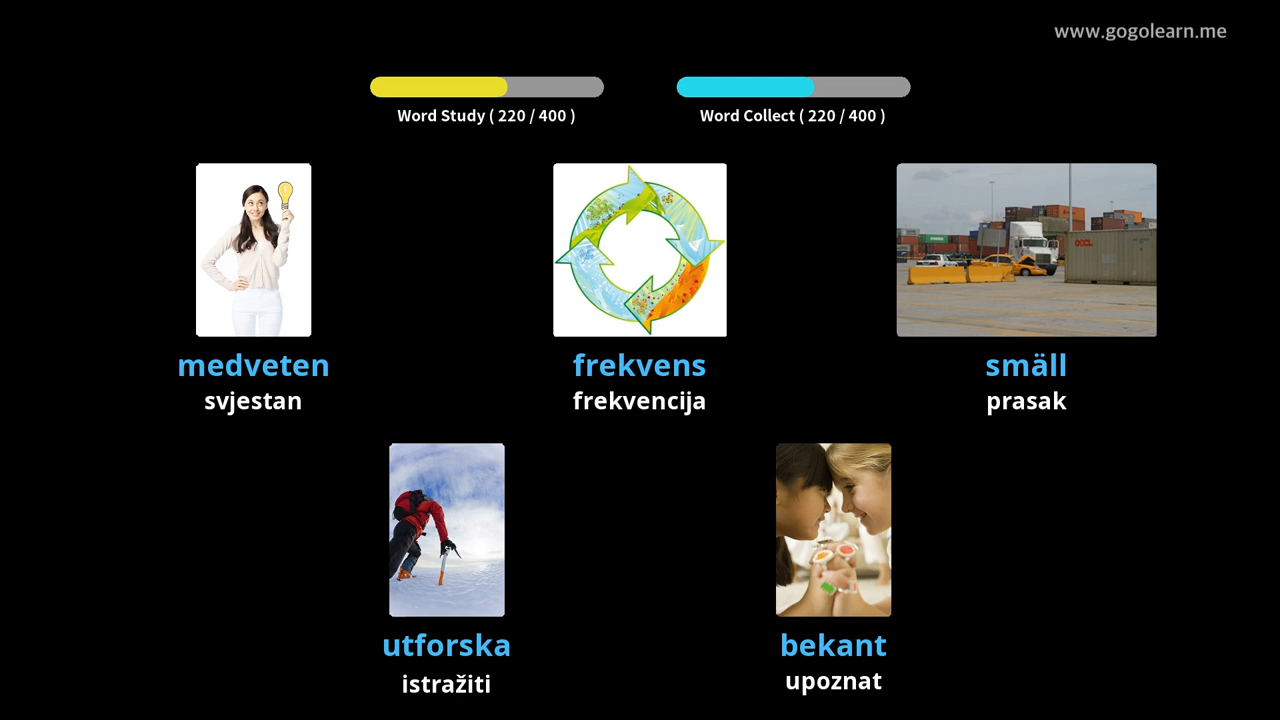 www.gogolearn.me
Word Study ( 220 / 400 )
Word Collect ( 220 / 400 )
medveten
svjestan
frekvens
frekvencija
smäll
prasak
utforska
istražiti
bekant
upoznat